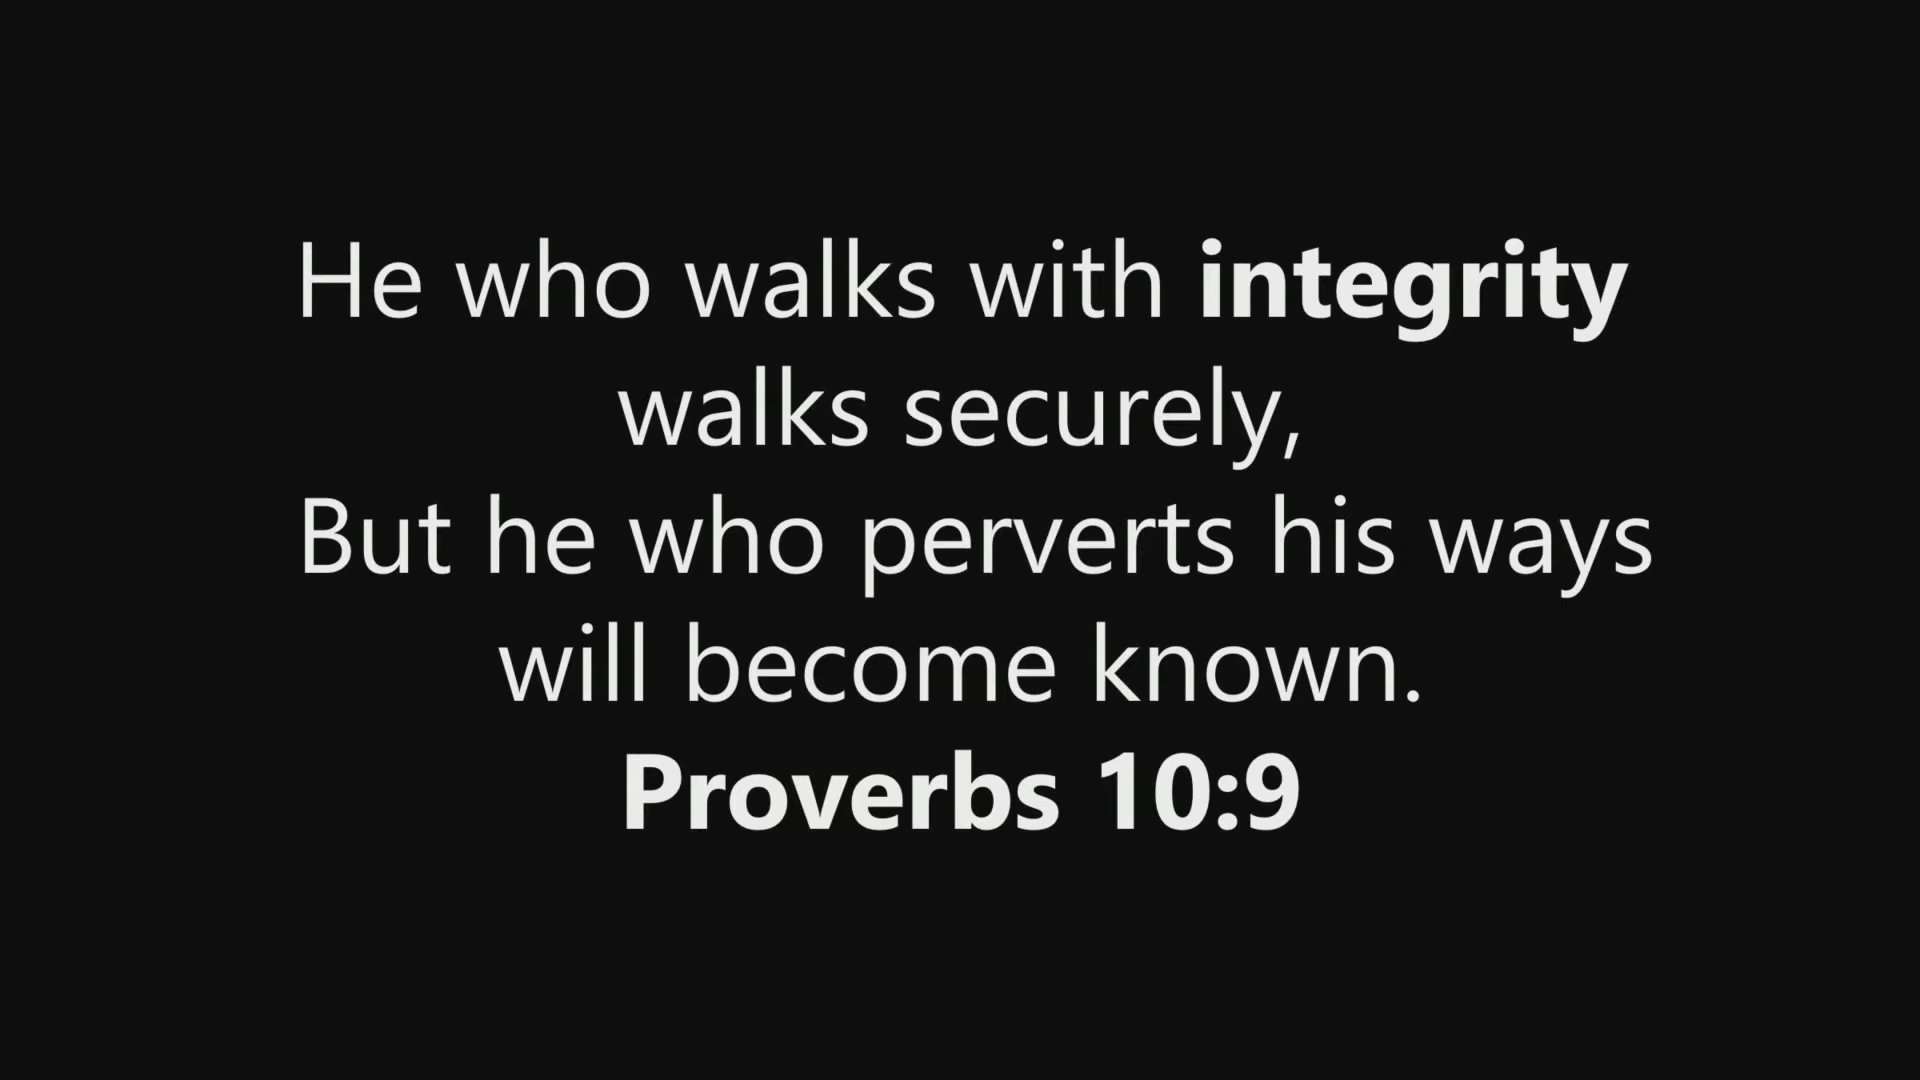 He who walks with integrity
walks securely,
But he who perverts his ways
will become known.
Proverbs 10:9